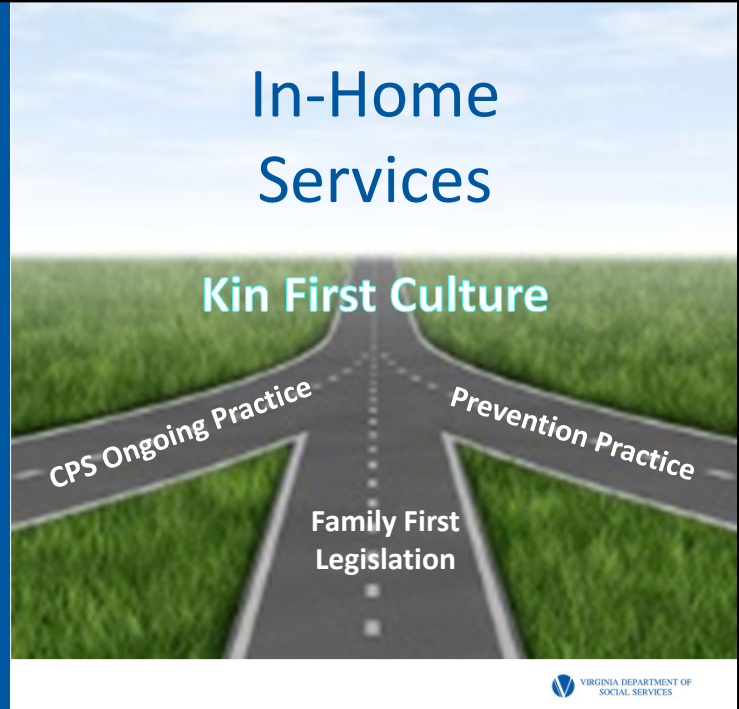 In-Home
Services
Kin First Culture
CPS Ongoing Practice
Prevention Practice
Family First
Legislation
VIRGINIA DEPARTMENT OF
SOCIAL SERVICES